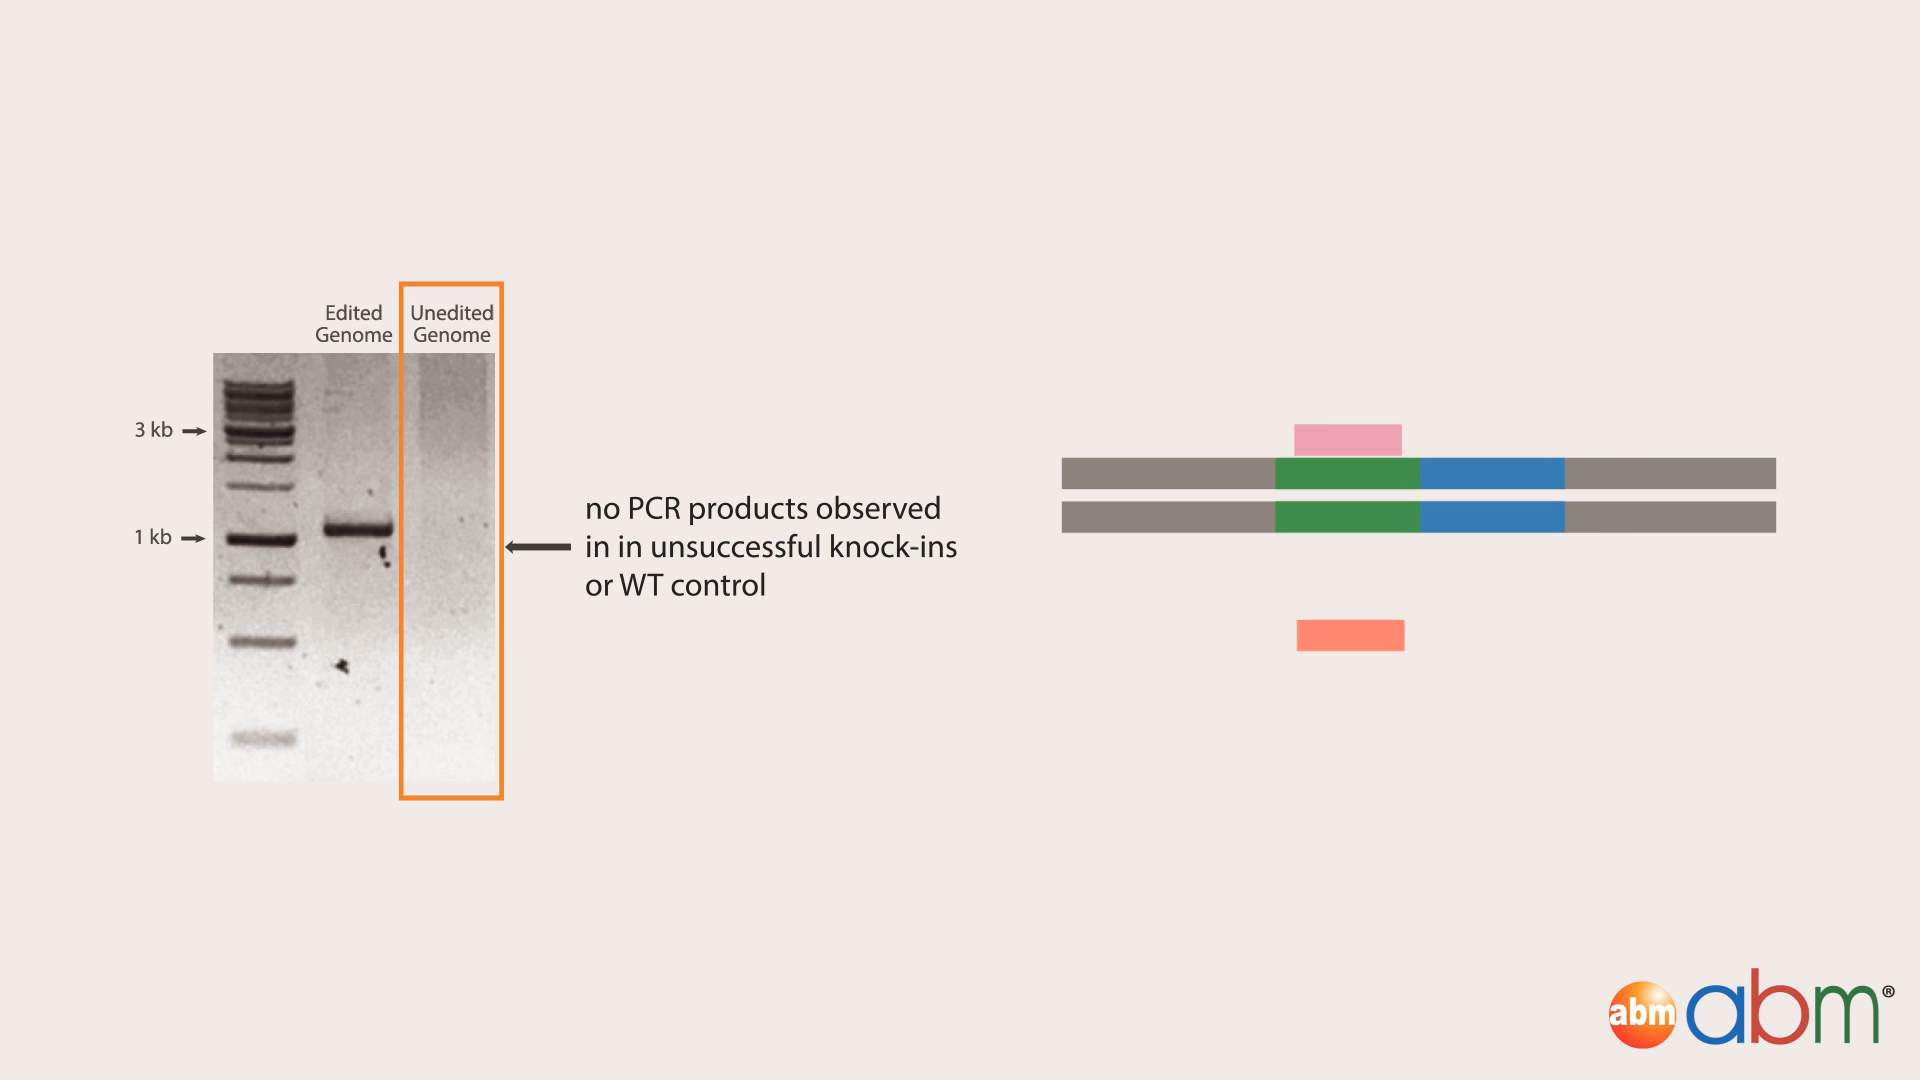 Edited
Genome
Unedited
Genome
3 kb
1 kb
no PCR products observed
in in unsuccessful knock-ins
or WT control
abm abm®